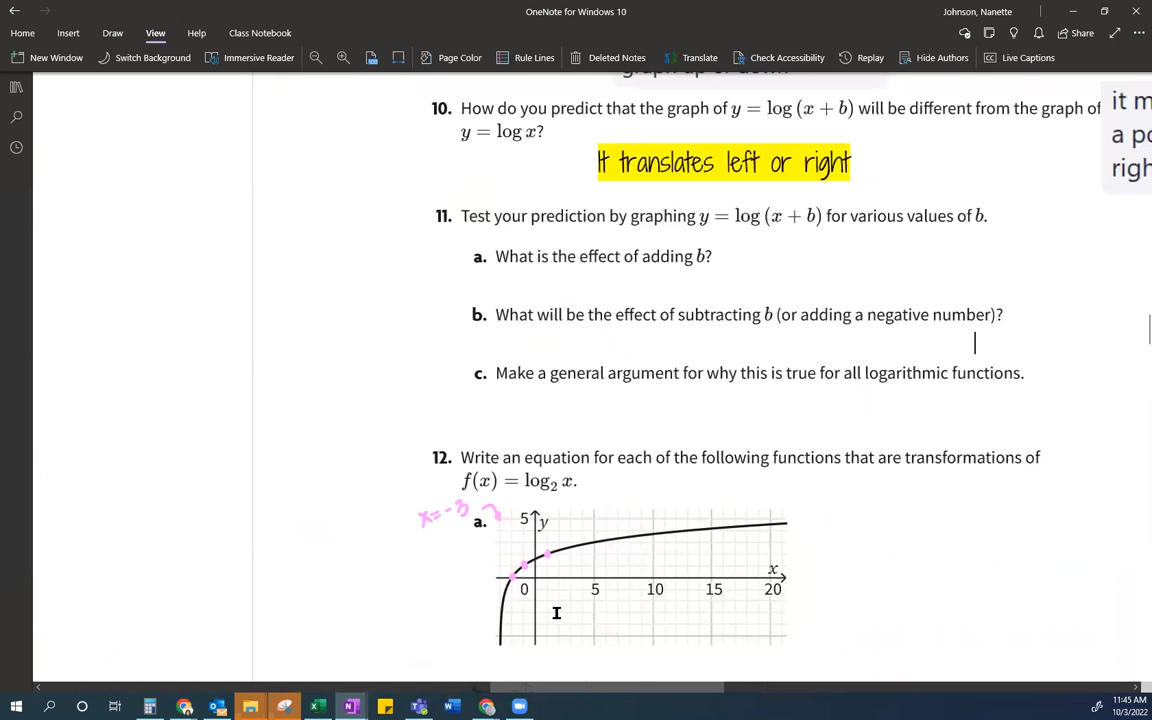 OneNote for Windows 10
Johnson, Nanette
Home Insert Draw View Help Class Notebook
Share
New Window Switch Background Immersive Reader Page Color Rule Lines Deleted Notes Translate Check Accessibility Replay Hide Authors Live Captions
10. How do you predict that the graph of y = log (x + b) will be different from the graph of
y = log x?
It translates left or right
it m
a po
righ
11. Test your prediction by graphing y = log (x + b) for various values of b.
a. What is the effect of adding b?
b. What will be the effect of subtracting b (or adding a negative number)?
c. Make a general argument for why this is true for all logarithmic functions.
12. Write an equation for each of the following functions that are transformations of
f(x) = log₂ x.
x=-3
a.
5 y
x
0 5 10 15 20
11:45 AM
10/3/2022